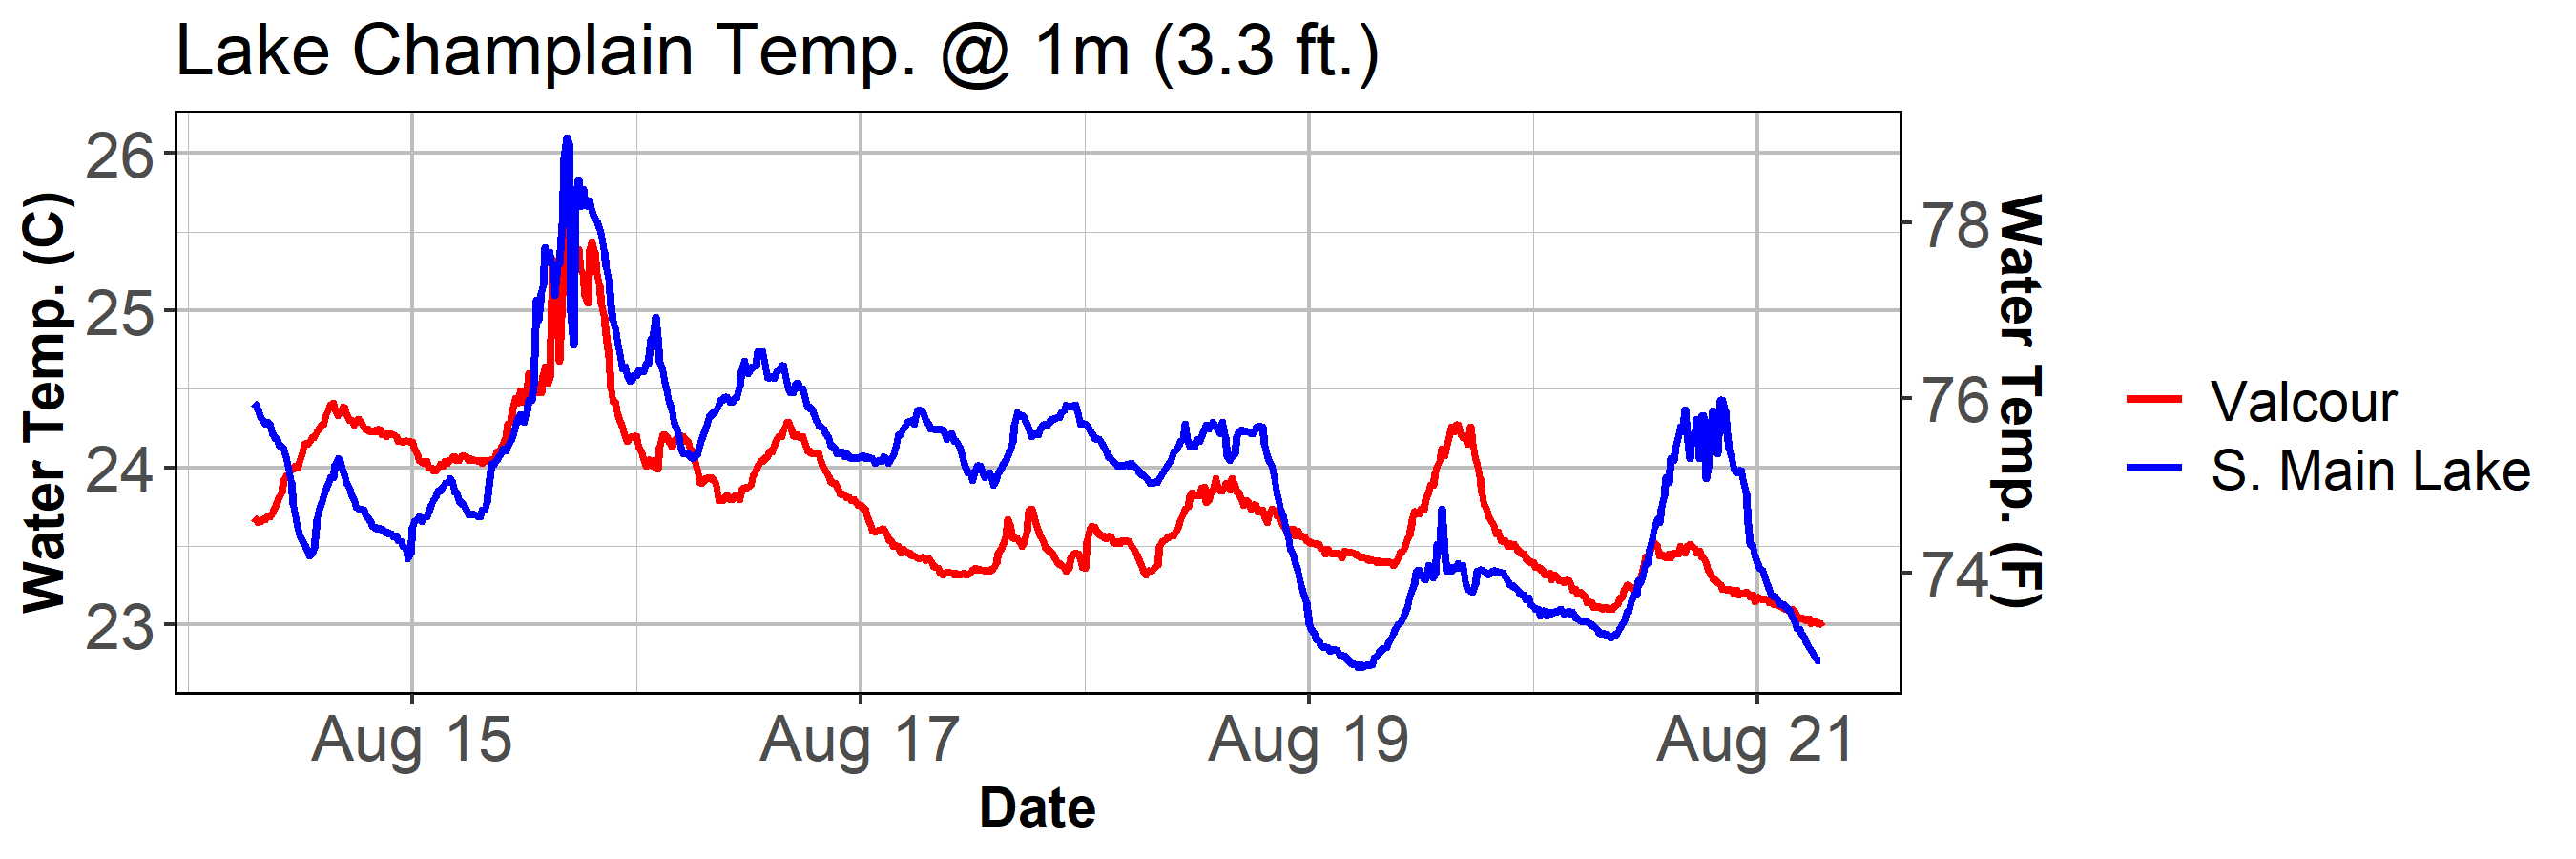 Lake Champlain Temp. @ 1m (3.3 ft.)
Water Temp. (C)
26
25
24
23
78
76
74
Water Temp. (F)
Aug 15
Aug 17
Aug 19
Aug 21
Date
Valcour
S. Main Lake